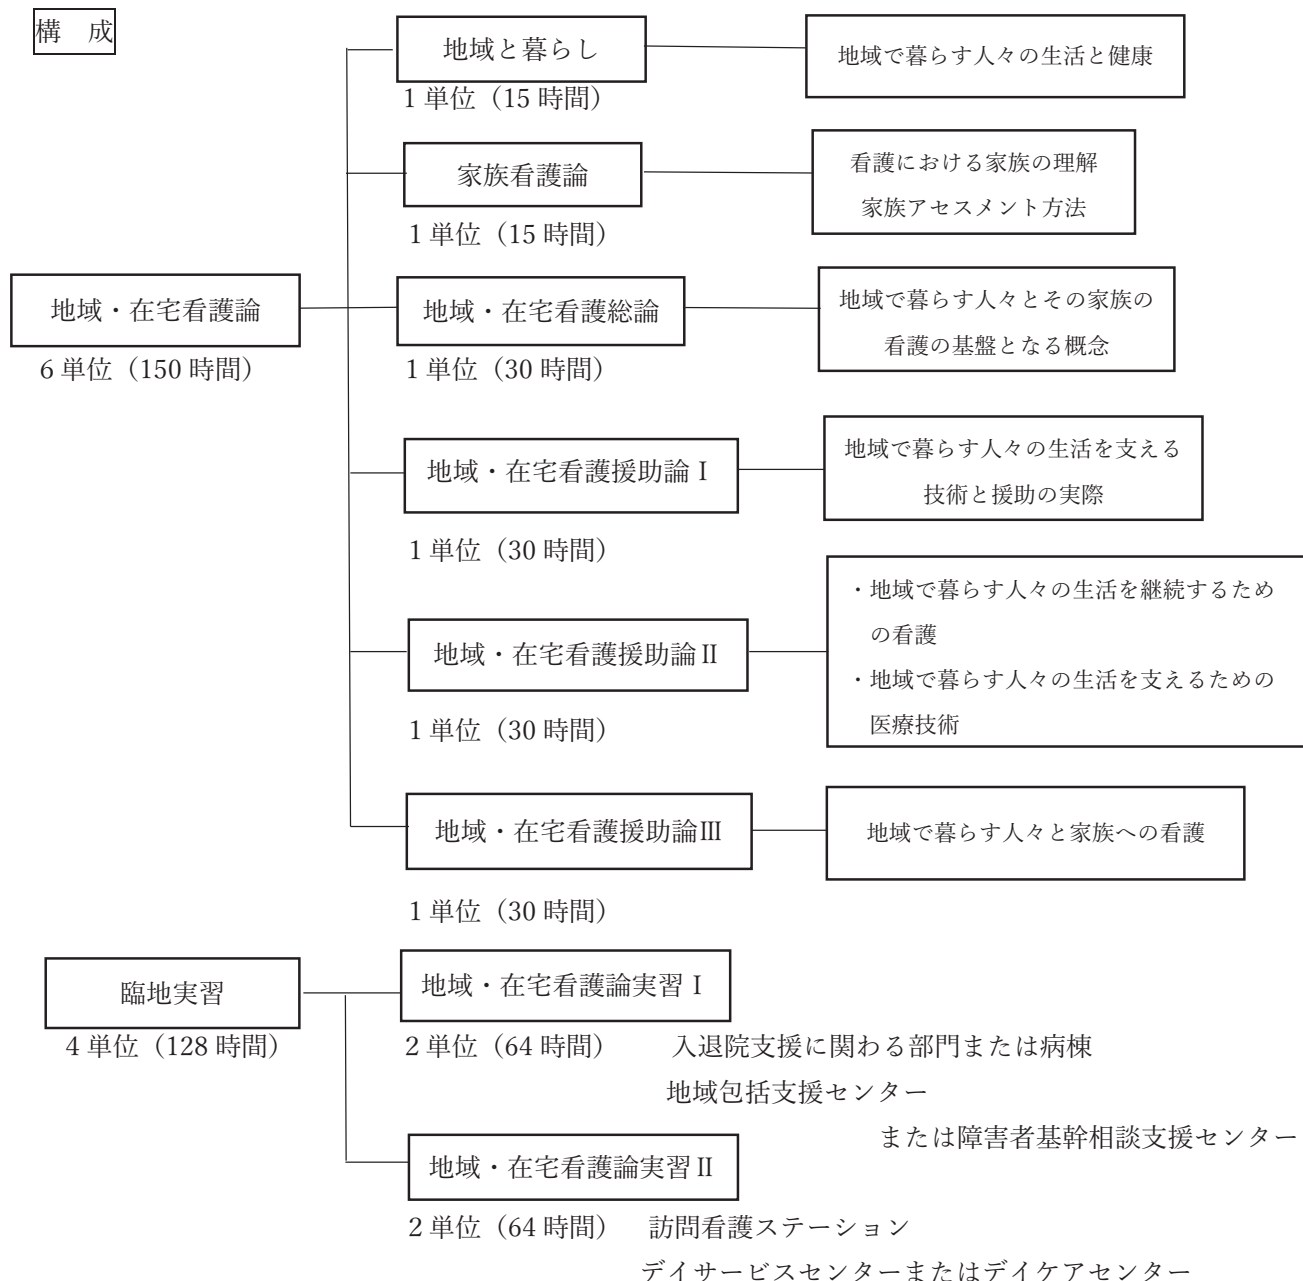 構　成
地域と暮らし
1 単位（15 時間）
地域で暮らす人々の生活と健康
家族看護論
1 単位（15 時間）
看護における家族の理解
家族アセスメント方法
地域・在宅看護論
6 単位（150 時間）
地域・在宅看護総論
1 単位（30 時間）
地域で暮らす人々とその家族の
看護の基盤となる概念
地域・在宅看護援助論Ⅰ
1 単位（30 時間）
地域で暮らす人々の生活を支える
技術と援助の実際
地域・在宅看護援助論Ⅱ
1 単位（30 時間）
・地域で暮らす人々の生活を継続するため
の看護
・地域で暮らす人々の生活を支えるための
医療技術
地域・在宅看護援助論Ⅲ
1 単位（30 時間）
地域で暮らす人々と家族への看護
臨地実習
4 単位（128 時間）
地域・在宅看護論実習Ⅰ
2 単位（64 時間）　入退院支援に関わる部門または病棟
地域包括支援センター
または障害者基幹相談支援センター
地域・在宅看護論実習Ⅱ
2 単位（64 時間）　訪問看護ステーション
デイサービスセンターまたはデイケアセンター